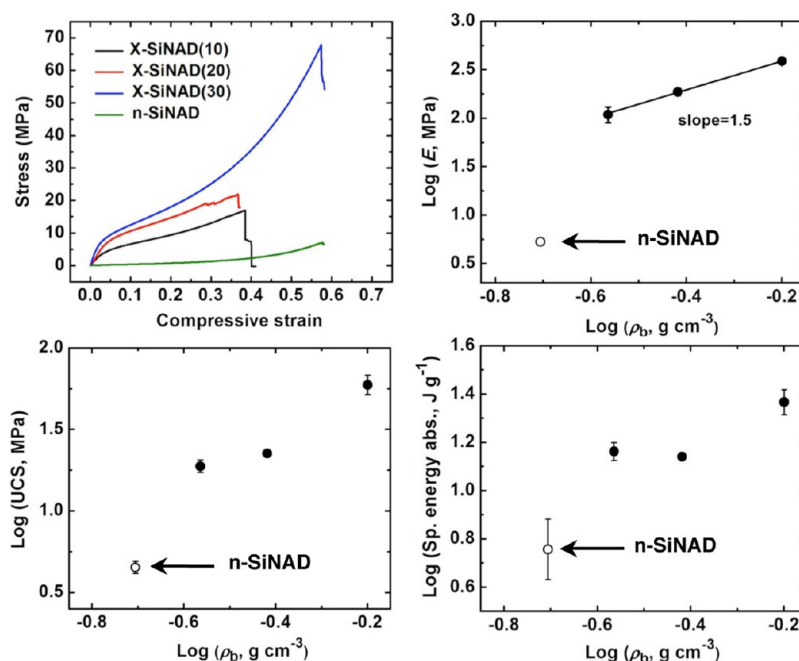 Stress (MPa)
70
60
50
40
30
20
10
0
X-SiNAD(10)
X-SiNAD(20)
X-SiNAD(30)
n-SiNAD
0.0 0.1 0.2 0.3 0.4 0.5 0.6 0.7
Compressive strain
Log (E, MPa)
3.0
2.5
2.0
1.5
1.0
0.5
slope=1.5
n-SiNAD
-0.8 -0.6 -0.4 -0.2
Log (ρb, g cm-3)
Log (UCS, MPa)
2.0
1.5
1.0
0.5
n-SiNAD
-0.8 -0.6 -0.4 -0.2
Log (ρb, g cm-3)
Log (Sp. energy abs., J g-1)
1.6
1.4
1.2
1.0
0.8
0.6
n-SiNAD
-0.8 -0.6 -0.4 -0.2
Log (ρb, g cm-3)